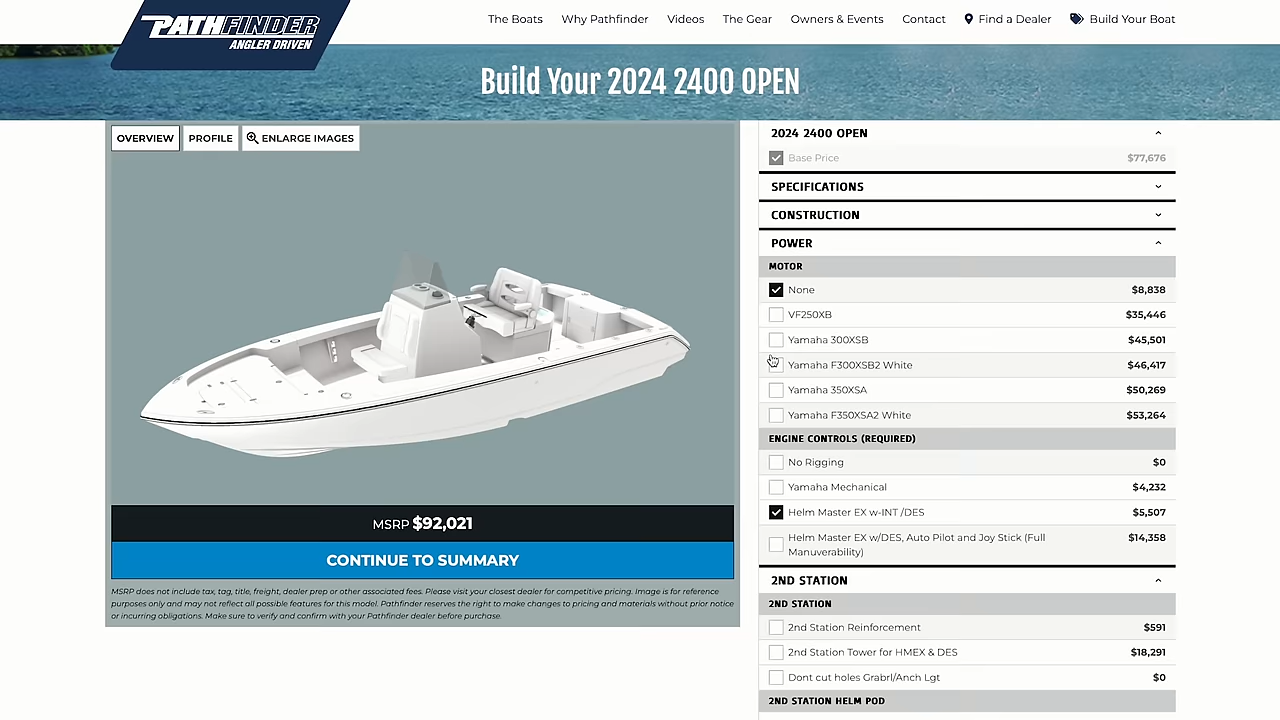 PATHFINDER
ANGLER DRIVEN
The Boats
Why Pathfinder
Videos
The Gear
Owners & Events
Contact
Find a Dealer
Build Your Boat
Build Your 2024 2400 OPEN
OVERVIEW
PROFILE
ENLARGE IMAGES
MSRP $92,021
CONTINUE TO SUMMARY
MSRP does not include tax, tag, title, freight, dealer prep or other associated fees. Please visit your closest dealer for competitive pricing. Image is for reference
purposes only and may not reflect all possible features for this model. Pathfinder reserves the right to make changes to pricing and materials without prior notice
or incurring obligations. Make sure to verify and confirm with your Pathfinder dealer before purchase.
2024 2400 OPEN
Base Price $77,676
SPECIFICATIONS
CONSTRUCTION
POWER
MOTOR
None $8,838
VF250XB $35,446
Yamaha 300XSB $45,501
Yamaha F300XSB2 White $46,417
Yamaha 350XSA $50,269
Yamaha F350XSA2 White $53,264
ENGINE CONTROLS (REQUIRED)
No Rigging $0
Yamaha Mechanical $4,232
Helm Master EX w-INT /DES $5,507
Helm Master EX w/DES, Auto Pilot and Joy Stick (Full $14,358
Manuverability)
2ND STATION
2ND STATION
2nd Station Reinforcement $591
2nd Station Tower for HMEX & DES $18,291
Dont cut holes Grabrl/Anch Lgt $0
2ND STATION HELM POD